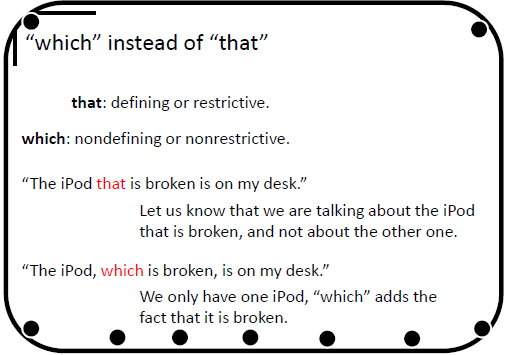 “which” instead of “that”
that: defining or restrictive.
which: nondefining or nonrestrictive.
“The iPod that is broken is on my desk.”
Let us know that we are talking about the iPod
that is broken, and not about the other one.
“The iPod, which is broken, is on my desk.”
We only have one iPod, “which” adds the
fact that it is broken.